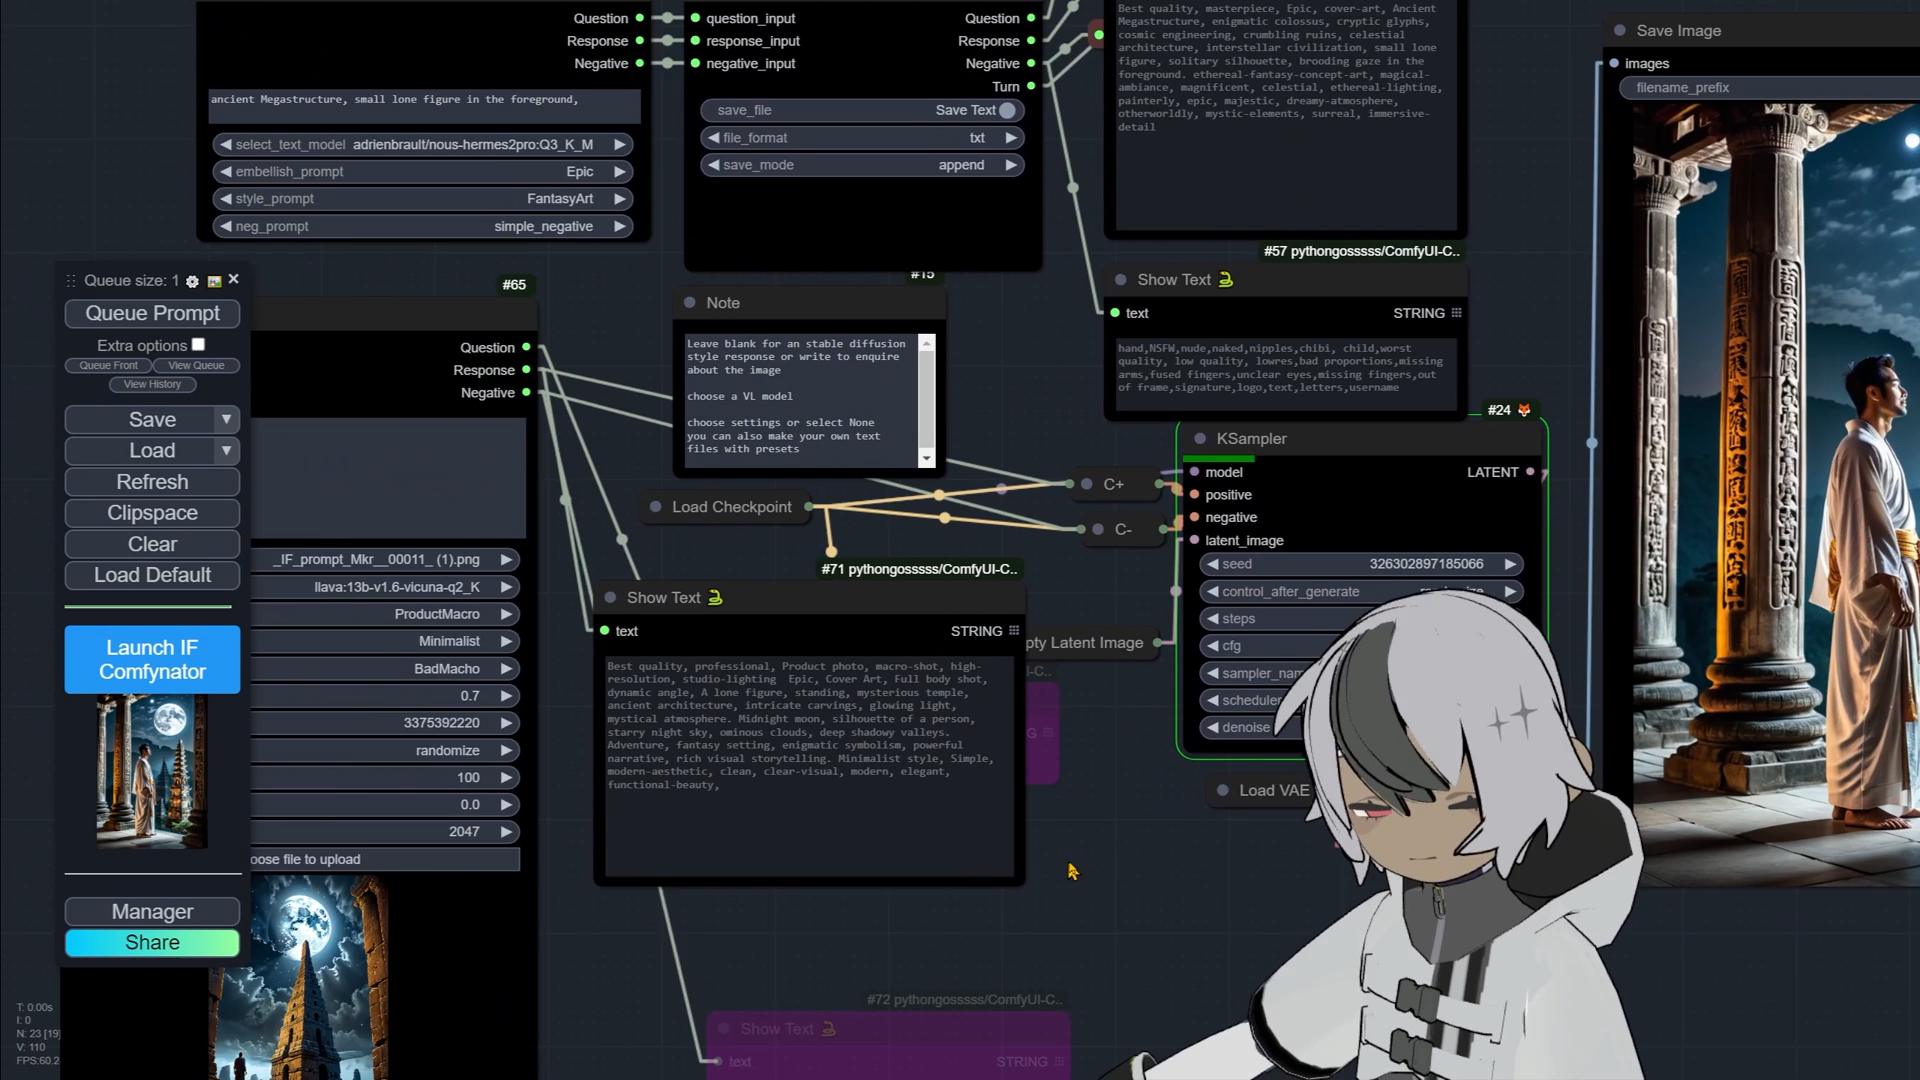 Question
Response
Negative
ancient Megastructure, small lone figure in the foreground,
select_text_model adrienbrault/nous-hermes2pro:Q3_K_M
embellish_prompt Epic
style_prompt FantasyArt
neg_prompt simple_negative
question_input Question
response_input Response
negative_input Negative
Turn
save_file Save Text
file_format txt
save_mode append
Best quality, masterpiece, Epic, cover-art, Ancient
Megastructure, enigmatic colossus, cryptic glyphs,
cosmic engineering, crumbling ruins, celestial
architecture, interstellar civilization, small lone
figure, solitary silhouette, brooding gaze in the
foreground. ethereal-fantasy-concept-art, magical-
ambiance, magnificent, celestial, ethereal-lighting,
painterly, epic, majestic, dreamy-atmosphere,
otherworldly, mystic-elements, surreal, immersive-
detail
Save Image
images
filename_prefix
#57 pythongosssss/ComfyUI-C..
Show Text
text STRING
hand,NSFW,nude,naked,nipples,chibi, child,worst
quality, low quality, lowres,bad proportions,missing
arms,fused fingers,unclear eyes,missing fingers,out
of frame,signature,logo,text,letters,username
Queue size: 1
Queue Prompt
Extra options
Queue Front View Queue
View History
Save
Load
Refresh
Clipspace
Clear
Load Default
Launch IF
Comfynator
Manager
Share
#65
Question
Response
Negative
_IF_prompt_Mkr__00011_ (1).png
llava:13b-v1.6-vicuna-q2_K
ProductMacro
Minimalist
BadMacho
0.7
3375392220
randomize
100
0.0
2047
oose file to upload
#15
Note
Leave blank for an stable diffusion
style response or write to enquire
about the image
choose a VL model
choose settings or select None
you can also make your own text
files with presets
Load Checkpoint
C+
C-
#71 pythongosssss/ComfyUI-C..
Show Text
text STRING
Best quality, professional, Product photo, macro-shot, high-
resolution, studio-lighting  Epic, Cover Art, Full body shot,
dynamic angle, A lone figure, standing, mysterious temple,
ancient architecture, intricate carvings, glowing light,
mystical atmosphere. Midnight moon, silhouette of a person,
starry night sky, ominous clouds, deep shadowy valleys.
Adventure, fantasy setting, enigmatic symbolism, powerful
narrative, rich visual storytelling. Minimalist style, Simple,
modern-aesthetic, clean, clear-visual, modern, elegant,
functional-beauty,
pty Latent Image
-C..
G
#24
KSampler
model LATENT
positive
negative
latent_image
seed 326302897185066
control_after_generate
steps
cfg
sampler_nam
scheduler
denoise
Load VAE
#72 pythongosssss/ComfyUI-C..
Show Text
text STRING
T: 0.00s
I: 0
N: 23 [19]
V: 110
FPS:60.2